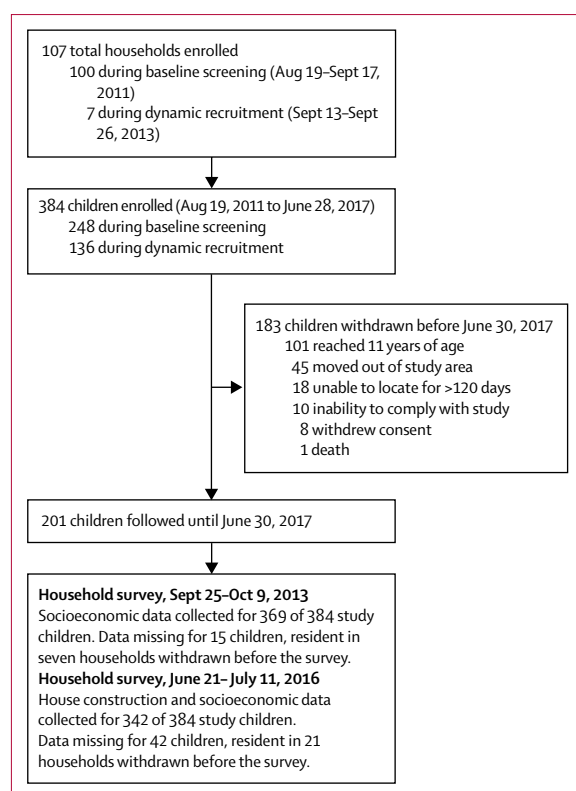 107 total households enrolled
100 during baseline screening (Aug 19–Sept 17,
2011)
7 during dynamic recruitment (Sept 13–Sept
26, 2013)
384 children enrolled (Aug 19, 2011 to June 28, 2017)
248 during baseline screening
136 during dynamic recruitment
183 children withdrawn before June 30, 2017
101 reached 11 years of age
45 moved out of study area
18 unable to locate for >120 days
10 inability to comply with study
8 withdrew consent
1 death
201 children followed until June 30, 2017
Household survey, Sept 25–Oct 9, 2013
Socioeconomic data collected for 369 of 384 study
children. Data missing for 15 children, resident in
seven households withdrawn before the survey.
Household survey, June 21–July 11, 2016
House construction and socioeconomic data
collected for 342 of 384 study children.
Data missing for 42 children, resident in 21
households withdrawn before the survey.